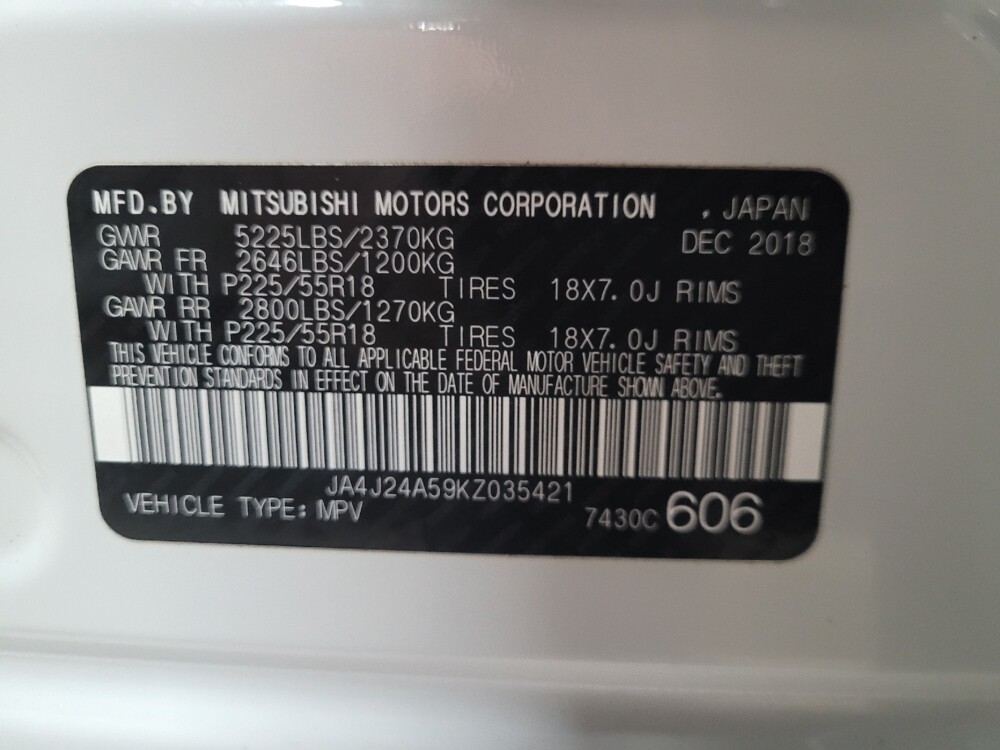 MFD.BY MITSUBISHI MOTORS CORPORATION , JAPAN
GWR 5225LBS/2370KG DEC 2018
GAWR FR 2646LBS/1200KG
WITH P225/55R18 TIRES 18X7.0J RIMS
GAWR RR 2800LBS/1270KG
WITH P225/55R18 TIRES 18X7.0J RIMS
THIS VEHICLE CONFORMS TO ALL APPLICABLE FEDERAL MOTOR VEHICLE SAFETY AND THEFT
PREVENTION STANDARDS IN EFFECT ON THE DATE OF MANUFACTURE SHOWN ABOVE.
JA4J24A59KZ035421
VEHICLE TYPE: MPV 7430C 606